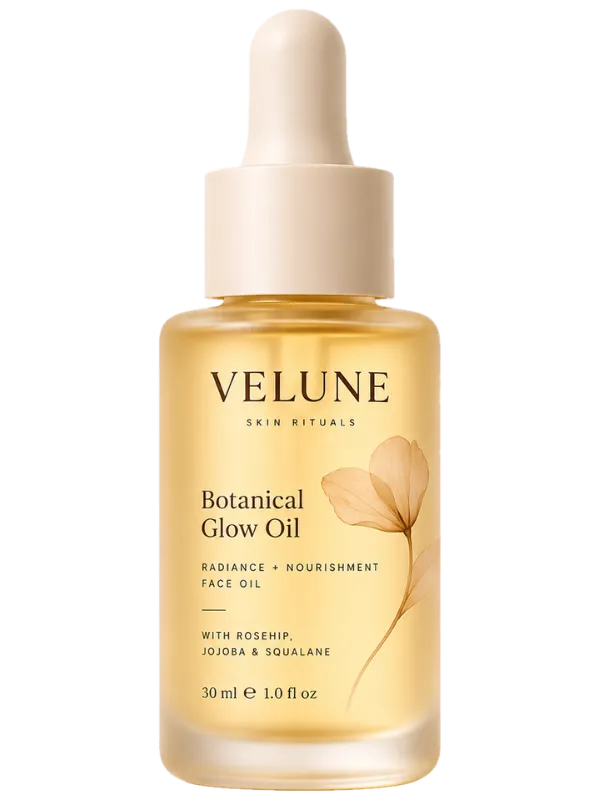 VELUNE
SKIN RITUALS
Botanical
Glow Oil
RADIANCE + NOURISHMENT
FACE OIL
WITH ROSEHIP,
JOJOBA & SQUALANE
30 ml ℮ 1.0 fl oz